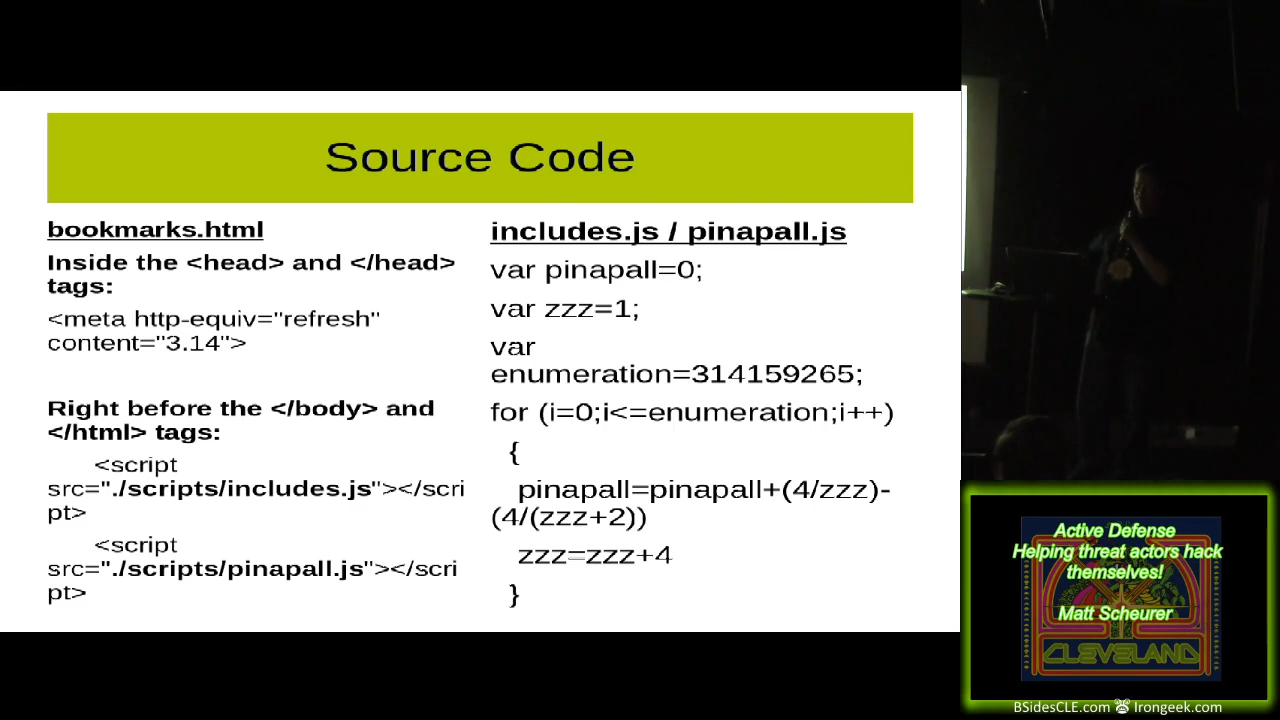 Source Code
bookmarks.html
Inside the <head> and </head>
tags:
<meta http-equiv="refresh"
content="3.14">
Right before the </body> and
</html> tags:
<script
src="./scripts/includes.js"></scri
pt>
<script
src="./scripts/pinapall.js"></scri
pt>
includes.js / pinapall.js
var pinapall=0;
var zzz=1;
var
enumeration=314159265;
for (i=0;i<=enumeration;i++)
{
pinapall=pinapall+(4/zzz)-
(4/(zzz+2))
zzz=zzz+4
}
Active Defense
Helping threat actors hack
themselves!
Matt Scheurer
CLEVELAND
BSidesCLE.com Irongeek.com